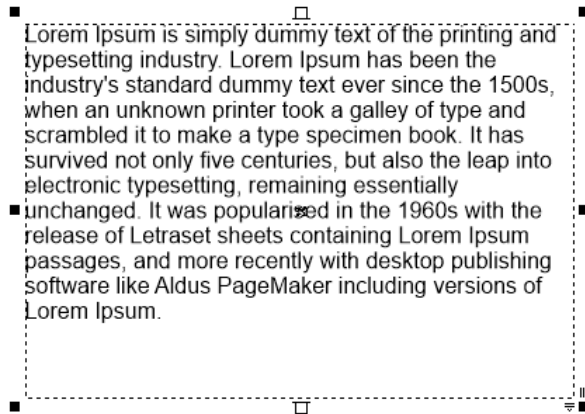 Lorem Ipsum is simply dummy text of the printing and
typesetting industry. Lorem Ipsum has been the
industry's standard dummy text ever since the 1500s,
when an unknown printer took a galley of type and
scrambled it to make a type specimen book. It has
survived not only five centuries, but also the leap into
electronic typesetting, remaining essentially
unchanged. It was popularised in the 1960s with the
release of Letraset sheets containing Lorem Ipsum
passages, and more recently with desktop publishing
software like Aldus PageMaker including versions of
Lorem Ipsum.